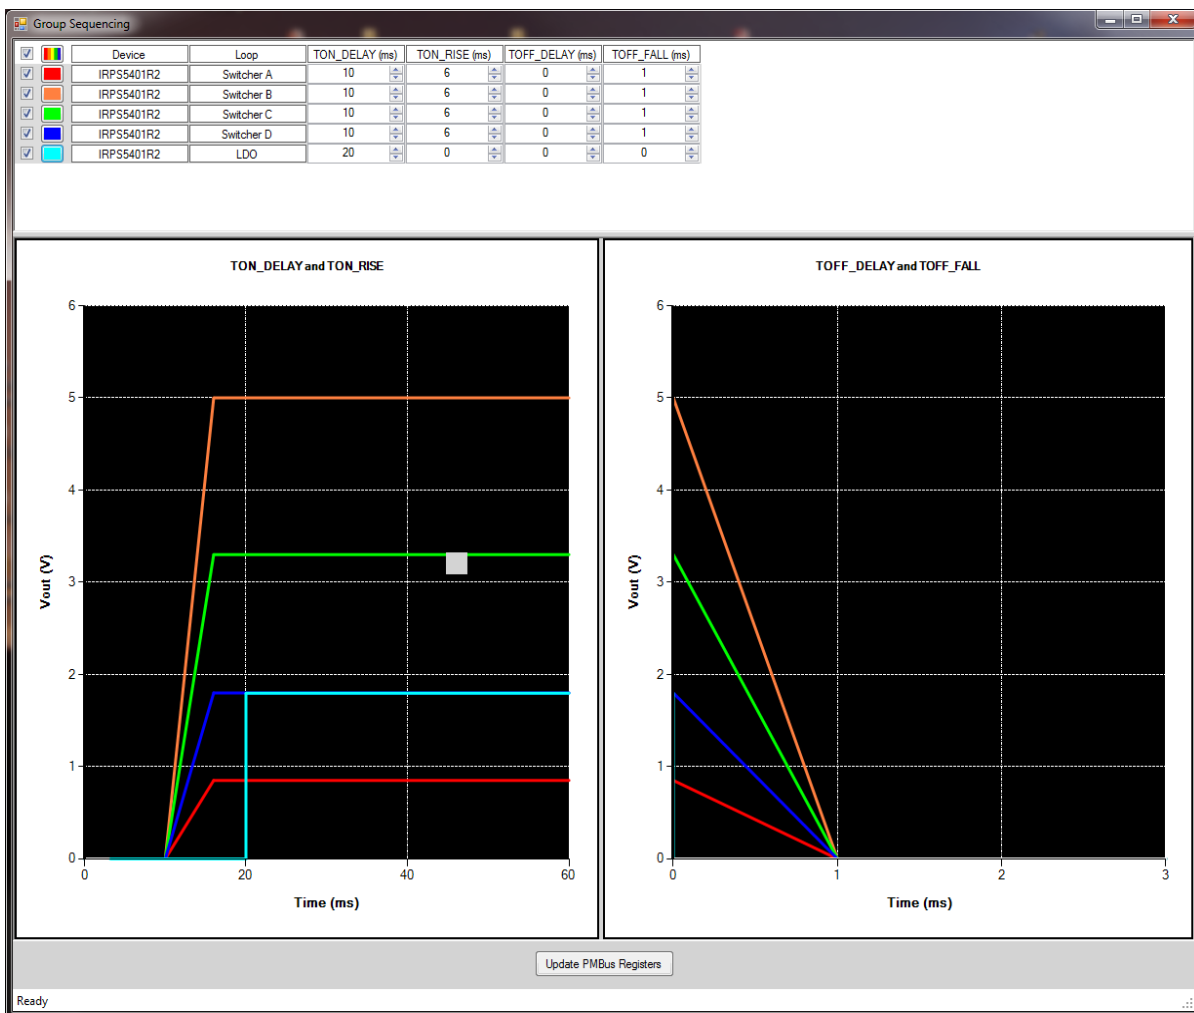 Group Sequencing
Device Loop TON_DELAY (ms) TON_RISE (ms) TOFF_DELAY (ms) TOFF_FALL (ms)
IRPS5401R2 Switcher A 10 6 0 1
IRPS5401R2 Switcher B 10 6 0 1
IRPS5401R2 Switcher C 10 6 0 1
IRPS5401R2 Switcher D 10 6 0 1
IRPS5401R2 LDO 20 0 0 0
TON_DELAY and TON_RISE
6
5
4
3
2
1
0
Vout (V)
0 20 40 60
Time (ms)
TOFF_DELAY and TOFF_FALL
6
5
4
3
2
1
0
Vout (V)
0 1 2 3
Time (ms)
Update PMBus Registers
Ready